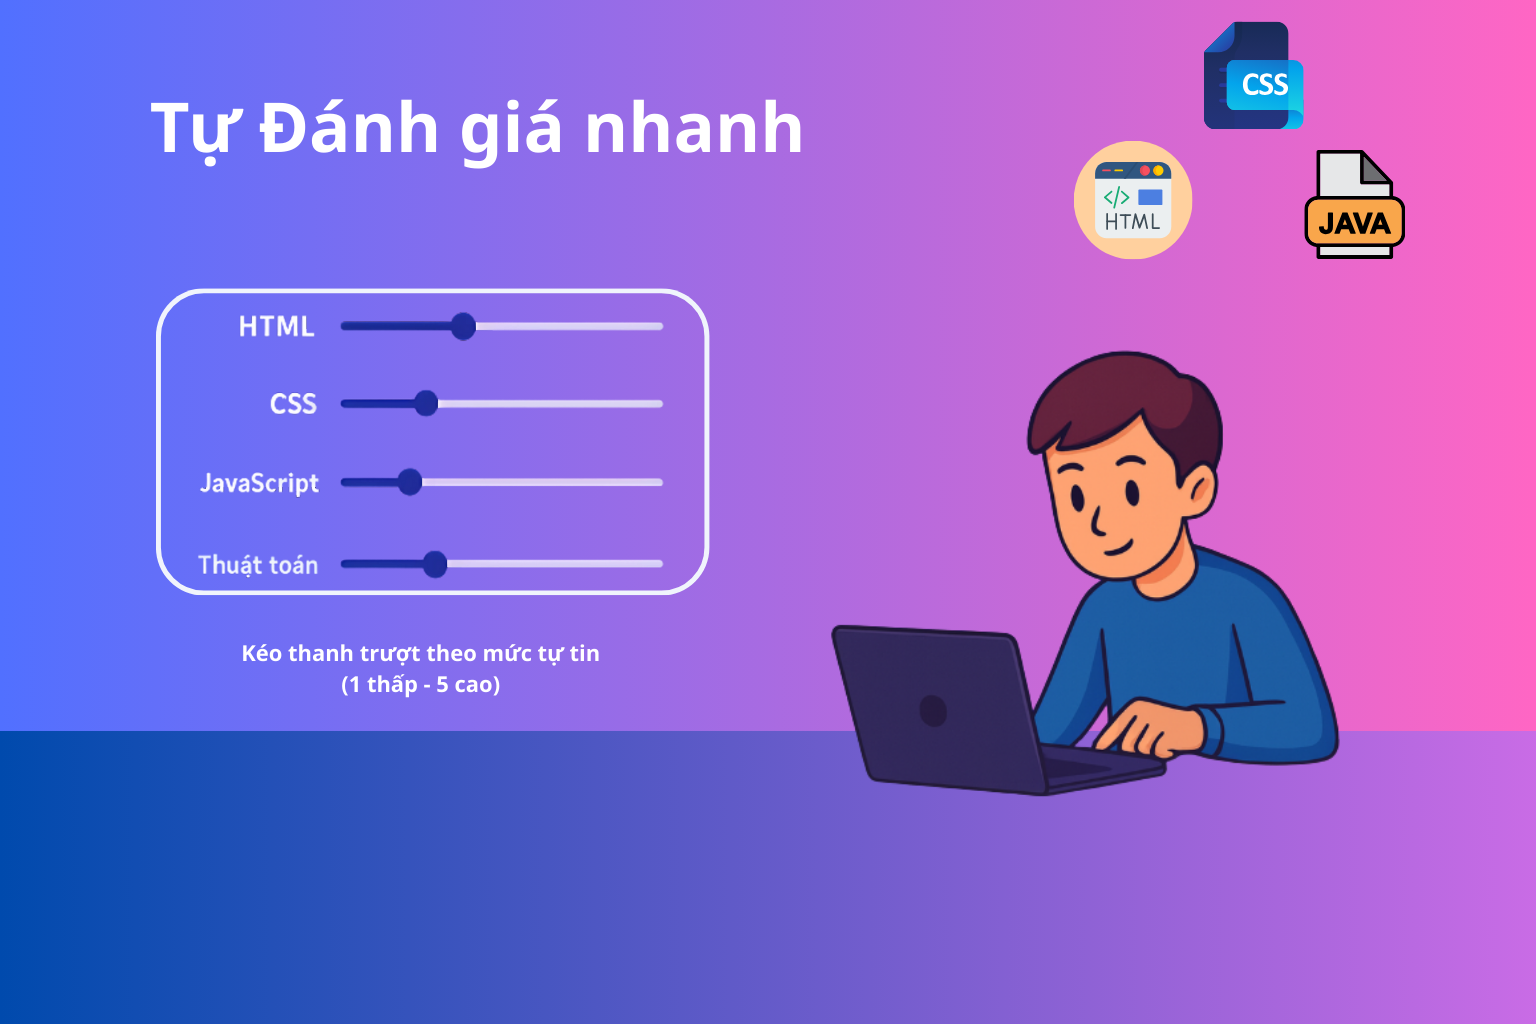 Tự Đánh giá nhanh
CSS
HTML
JAVA
HTML
CSS
JavaScript
Thuật toán
Kéo thanh trượt theo mức tự tin
(1 thấp - 5 cao)